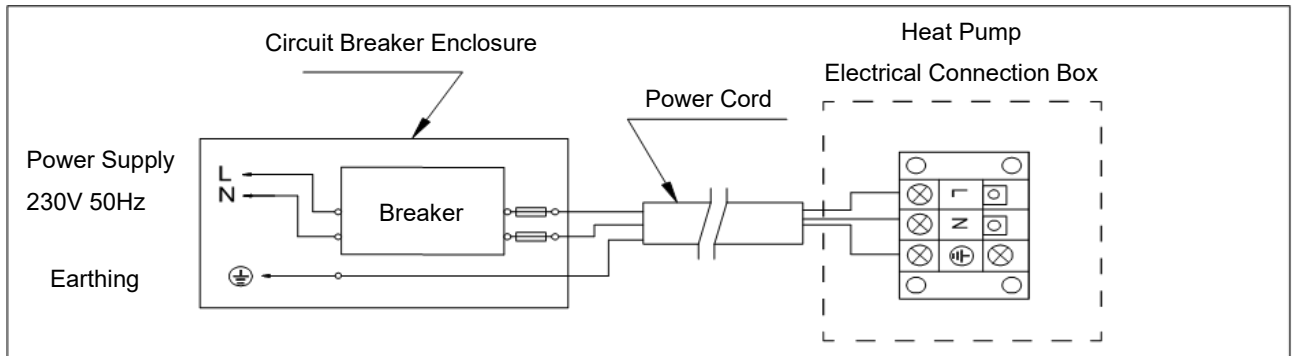 Circuit Breaker Enclosure
Heat Pump
Electrical Connection Box
Power Cord
Power Supply
230V 50Hz
L
N
Breaker
Earthing
L
N